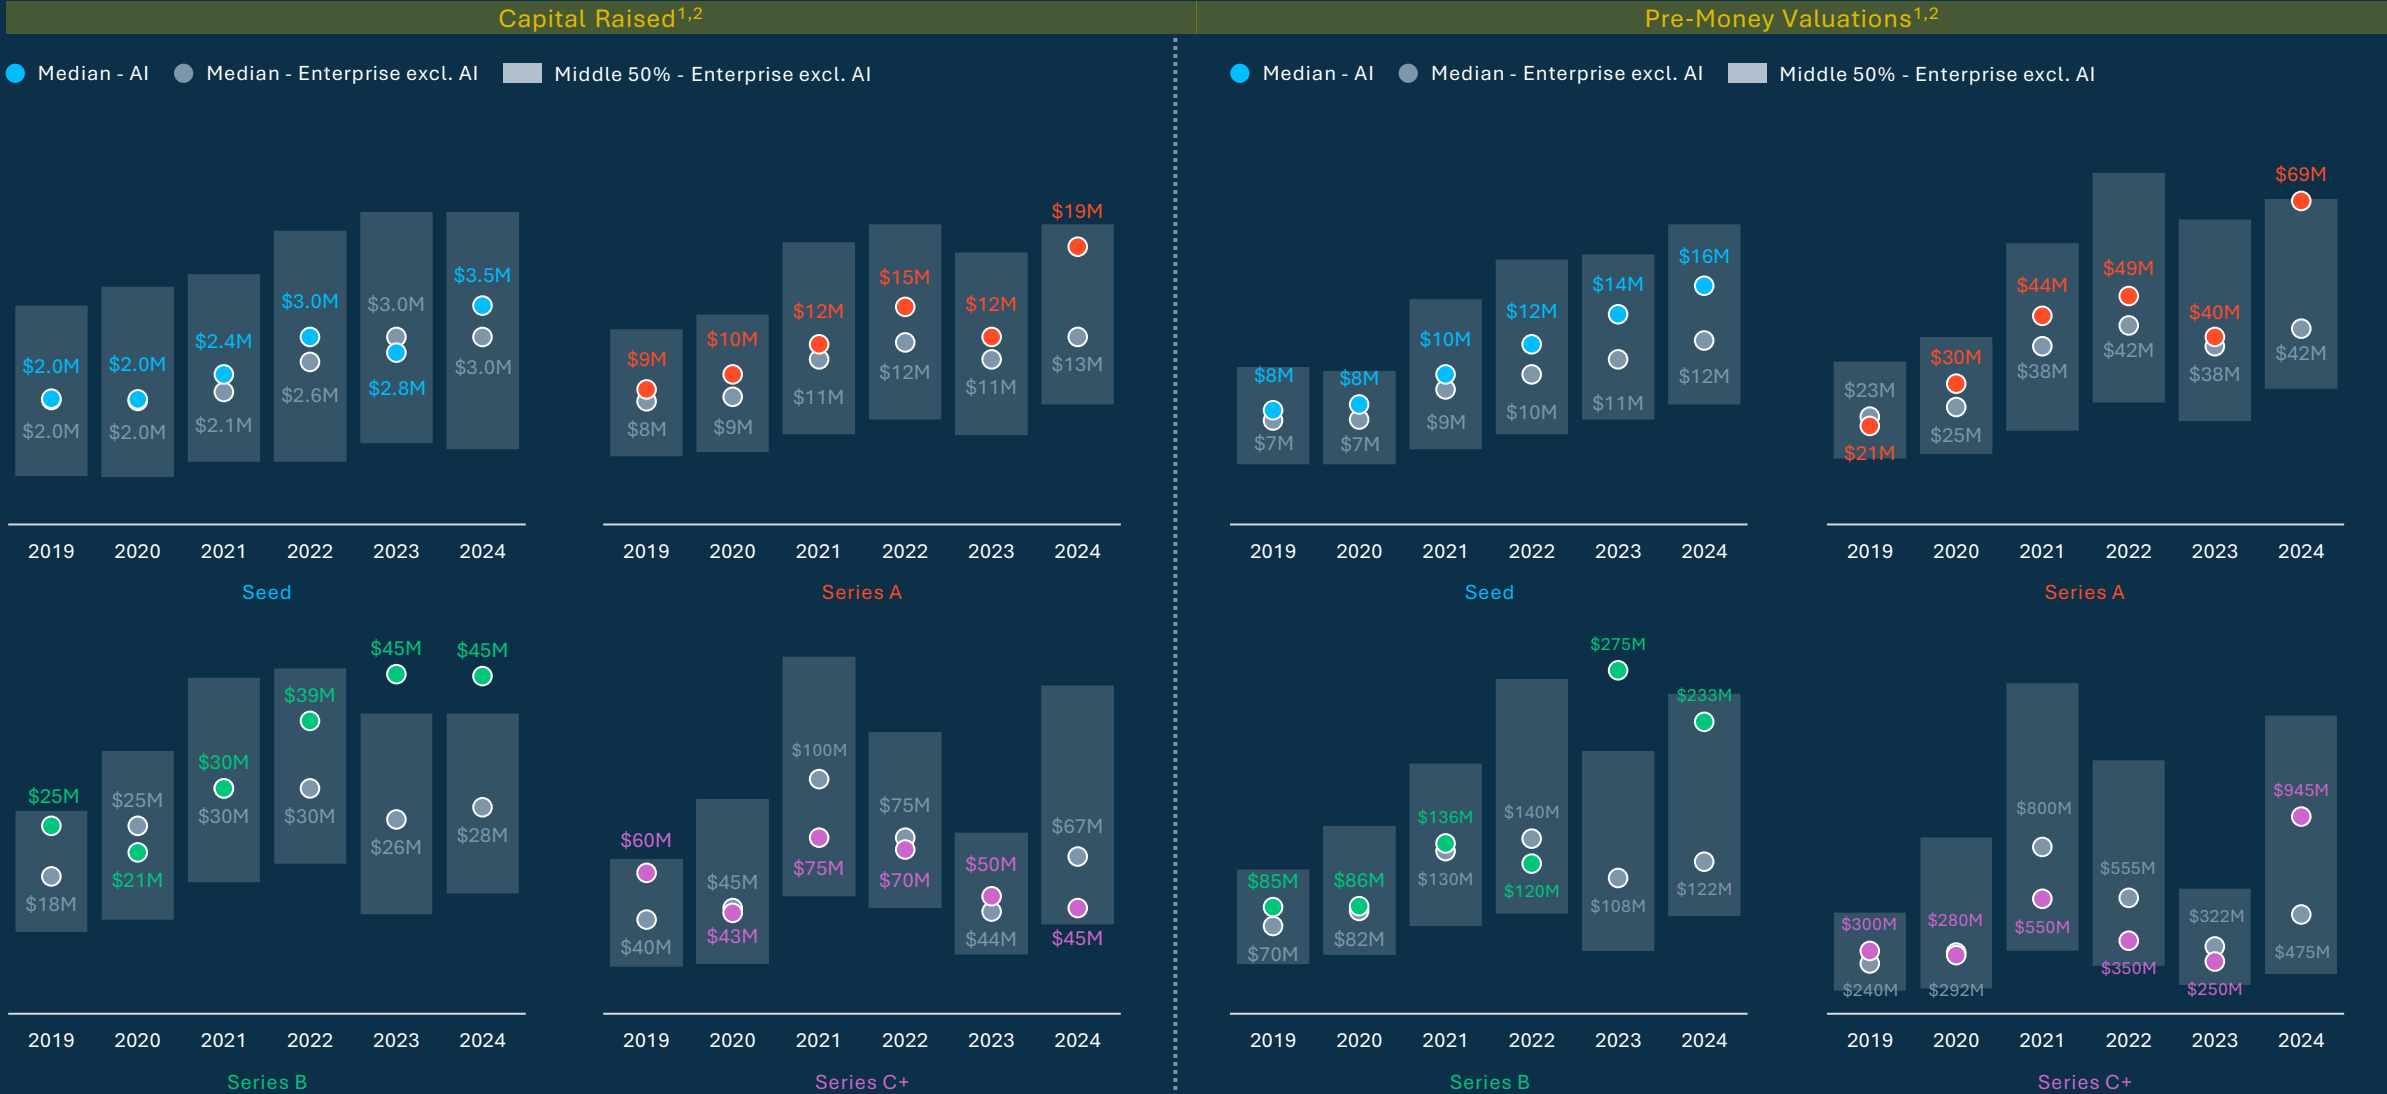 Capital Raised1,2
Pre-Money Valuations1,2
Median - AI Median - Enterprise excl. AI Middle 50% - Enterprise excl. AI
Median - AI Median - Enterprise excl. AI Middle 50% - Enterprise excl. AI
$2.0M $2.0M $2.4M $3.0M $3.0M $3.5M
$2.0M $2.0M $2.1M $2.6M $2.8M $3.0M
2019 2020 2021 2022 2023 2024
Seed
$9M $10M $12M $15M $12M $19M
$8M $9M $11M $12M $11M $13M
2019 2020 2021 2022 2023 2024
Series A
$8M $8M $10M $12M $14M $16M
$7M $7M $9M $10M $11M $12M
2019 2020 2021 2022 2023 2024
Seed
$23M $30M $44M $49M $40M $69M
$21M $25M $38M $42M $38M $42M
2019 2020 2021 2022 2023 2024
Series A
$25M $25M $30M $39M $45M $45M
$18M $21M $30M $30M $26M $28M
2019 2020 2021 2022 2023 2024
Series B
$60M $45M $100M $75M $50M $67M
$40M $43M $75M $70M $44M $45M
2019 2020 2021 2022 2023 2024
Series C+
$85M $86M $136M $140M $275M $233M
$70M $82M $130M $120M $108M $122M
2019 2020 2021 2022 2023 2024
Series B
$300M $280M $800M $555M $322M $945M
$240M $292M $550M $350M $250M $475M
2019 2020 2021 2022 2023 2024
Series C+